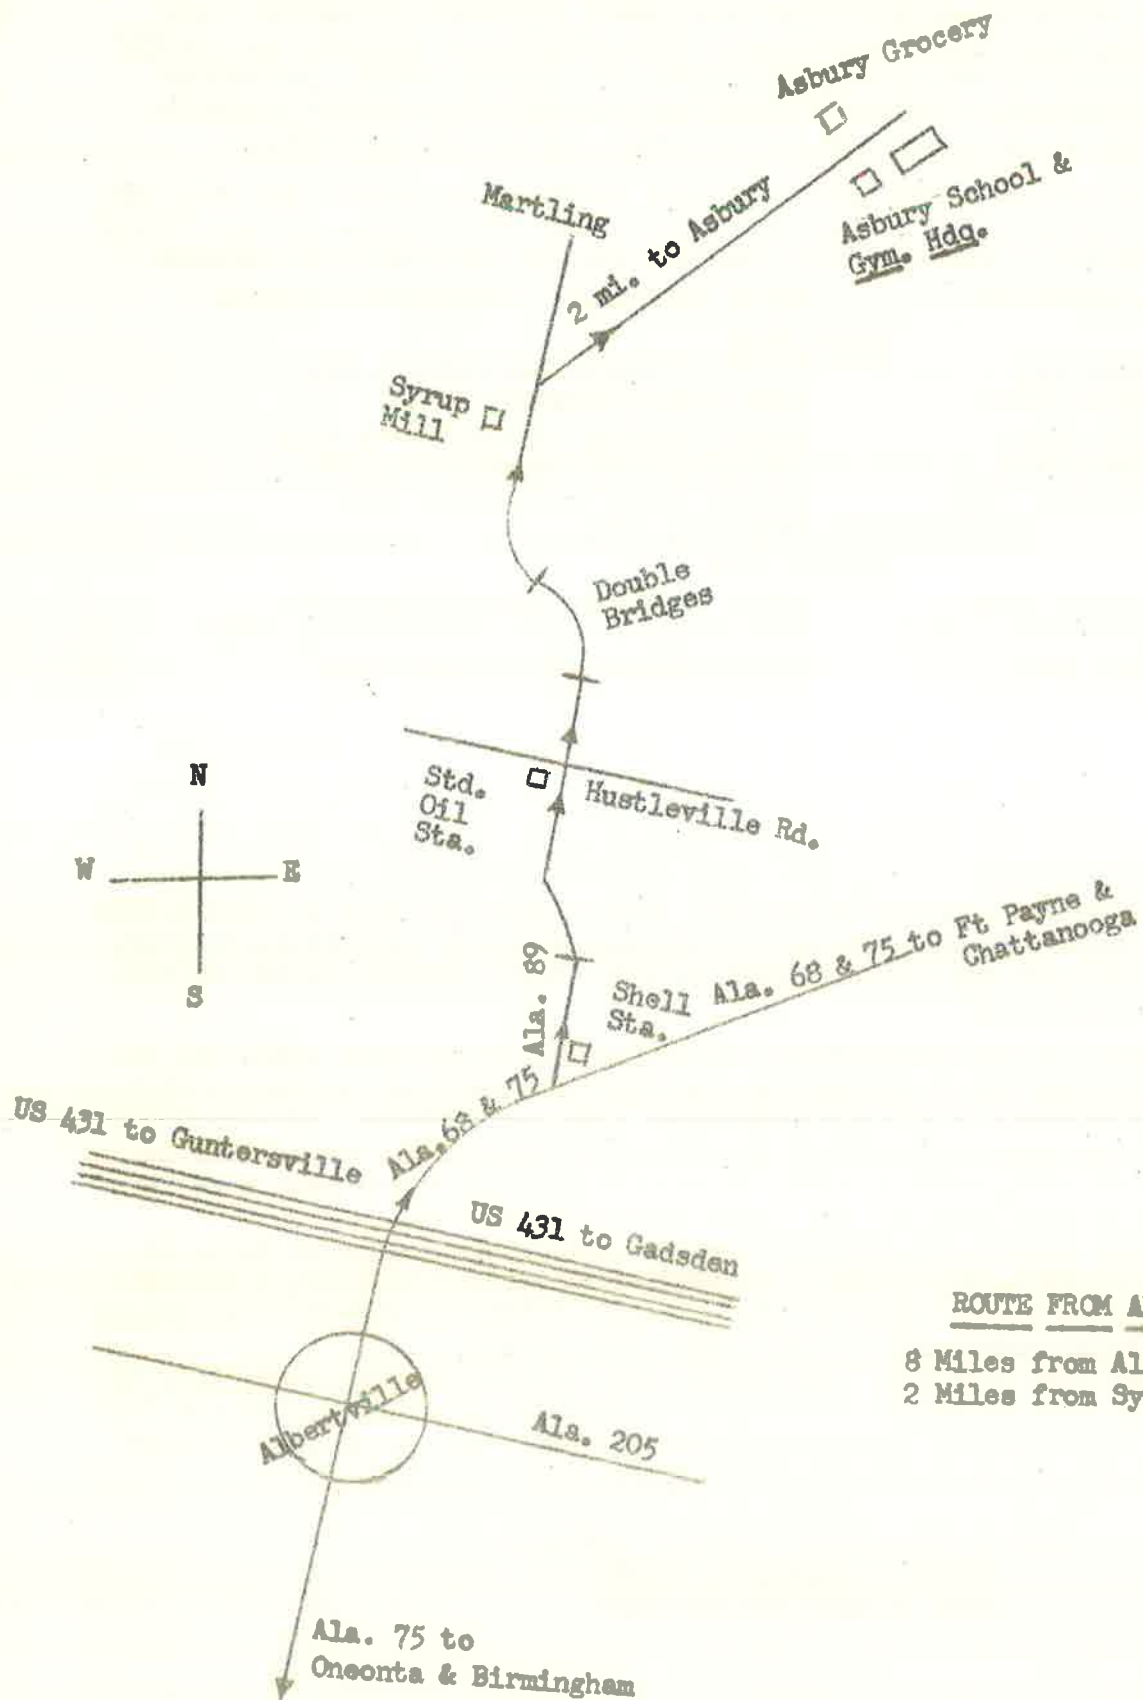 Asbury Grocery
Asbury School &
Gym. Hdq.
Martling
2 mi. to Asbury
Syrup
Mill
Double
Bridges
N
W
E
S
Std.
Oil
Sta.
Hustleville Rd.
Ala. 89
Shell
Sta.
Ala. 68 & 75 to Ft Payne &
Chattanooga
Ala. 68 & 75
US 431 to Guntersville
US 431 to Gadsden
ROUTE FROM A
8 Miles from Al
2 Miles from Sy
Albertville
Ala. 205
Ala. 75 to
Oneonta & Birmingham